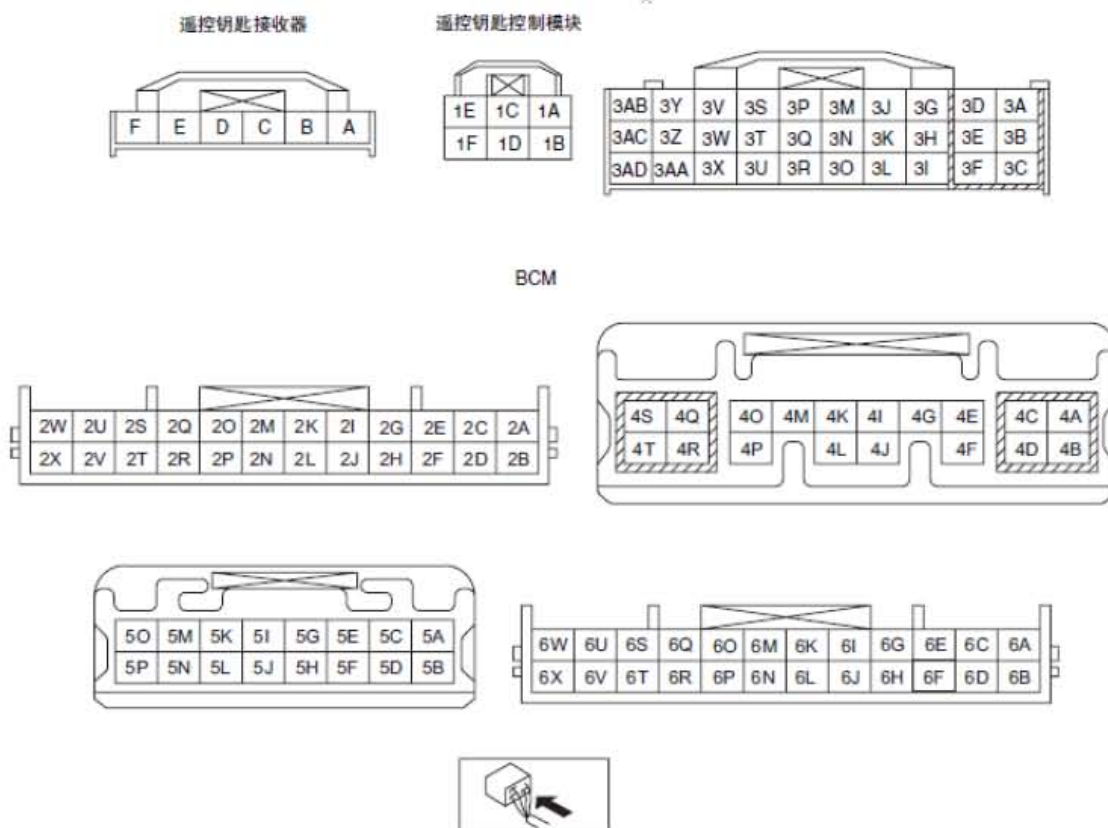 遥控钥匙接收器
遥控钥匙控制模块
F E D C B A
1E 1C 1A
1F 1D 1B
3AB 3Y 3V 3S 3P 3M 3J 3G 3D 3A
3AC 3Z 3W 3T 3Q 3N 3K 3H 3E 3B
3AD 3AA 3X 3U 3R 3O 3L 3I 3F 3C
BCM
2W 2U 2S 2Q 2O 2M 2K 2I 2G 2E 2C 2A
2X 2V 2T 2R 2P 2N 2L 2J 2H 2F 2D 2B
4S 4Q 4O 4M 4K 4I 4G 4E 4C 4A
4T 4R 4P 4L 4J 4F 4D 4B
5O 5M 5K 5I 5G 5E 5C 5A
5P 5N 5L 5J 5H 5F 5D 5B
6W 6U 6S 6Q 6O 6M 6K 6I 6G 6E 6C 6A
6X 6V 6T 6R 6P 6N 6L 6J 6H 6F 6D 6B